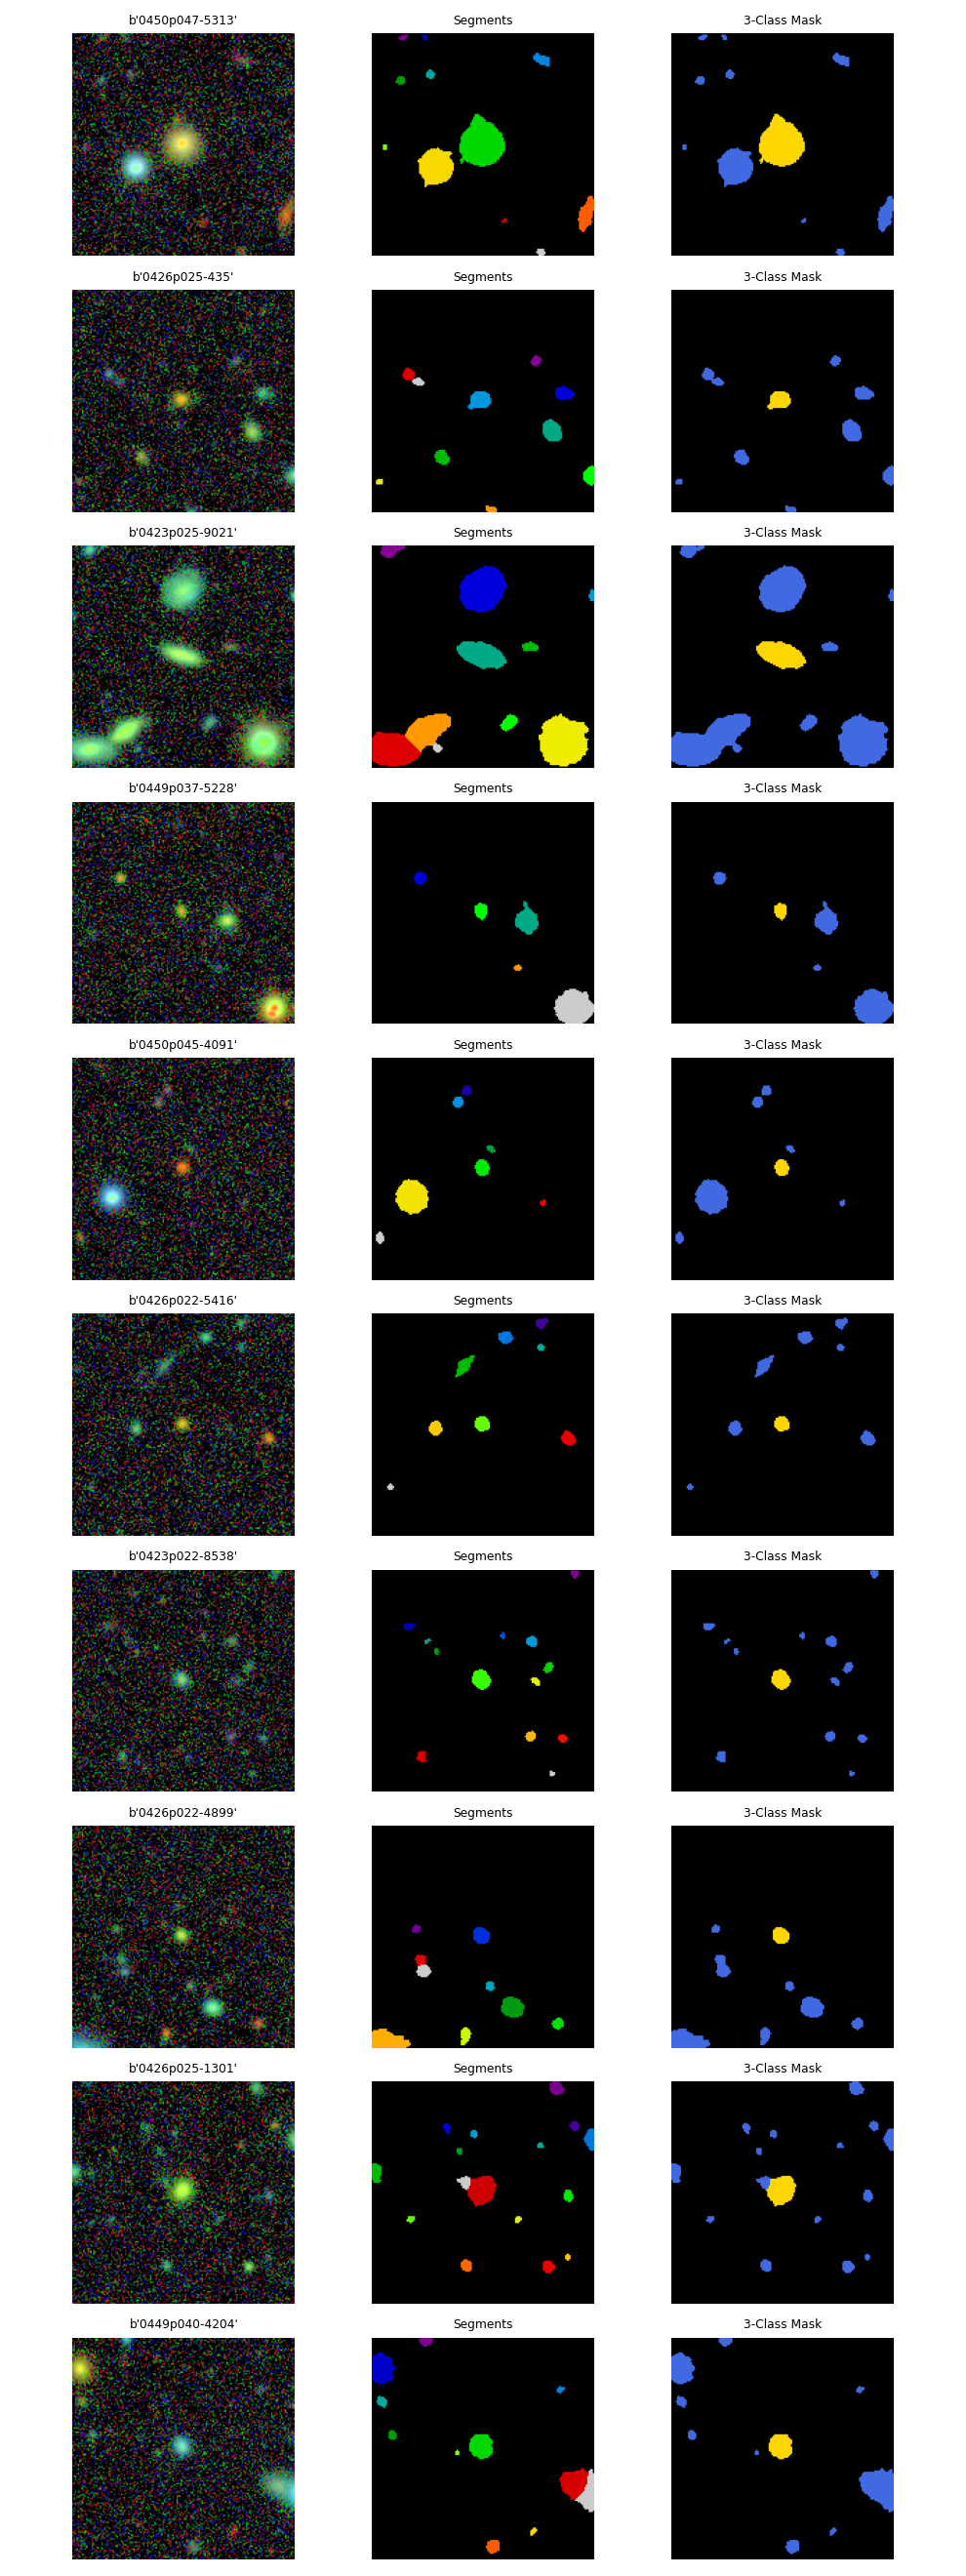 b'0450p047-5313' Segments 3-Class Mask
b'0426p025-435' Segments 3-Class Mask
b'0423p025-9021' Segments 3-Class Mask
b'0449p037-5228' Segments 3-Class Mask
b'0450p045-4091' Segments 3-Class Mask
b'0426p022-5416' Segments 3-Class Mask
b'0423p022-8538' Segments 3-Class Mask
b'0426p022-4899' Segments 3-Class Mask
b'0426p025-1301' Segments 3-Class Mask
b'0449p040-4204' Segments 3-Class Mask